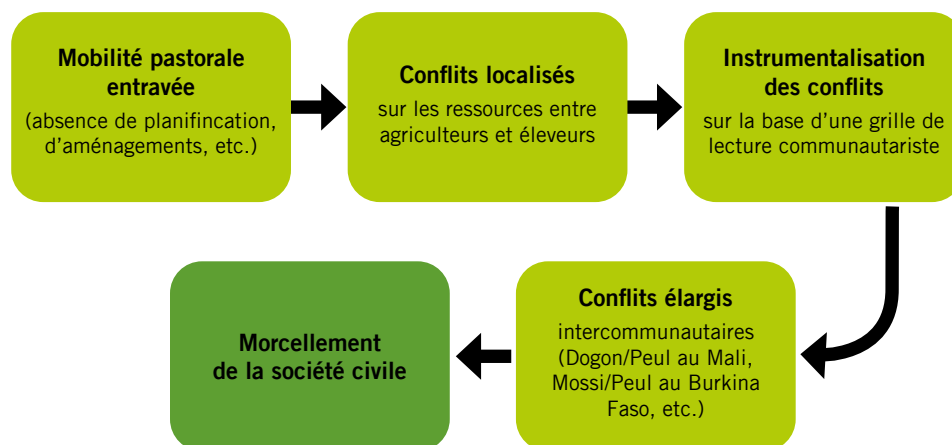 Mobilité pastorale
entravée
(absence de planifincation,
d'aménagements, etc.)
Conflits localisés
sur les ressources entre
agriculteurs et éleveurs
Instrumentalisation
des conflits
sur la base d'une grille de
lecture communautariste
Conflits élargis
intercommunautaires
(Dogon/Peul au Mali,
Mossi/Peul au Burkina
Faso, etc.)
Morcellement
de la société civile